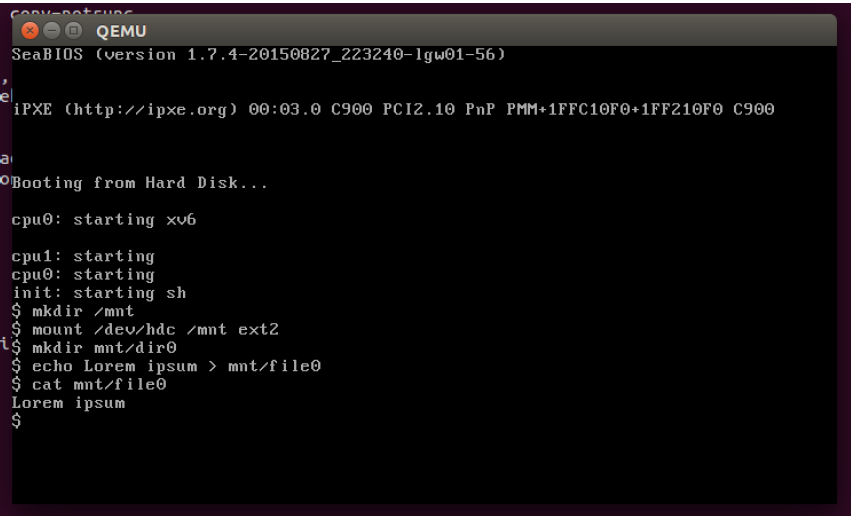 conv=notrunc
QEMU
SeaBIOS (version 1.7.4-20150827_223240-lgw01-56)
iPXE (http://ipxe.org) 00:03.0 C900 PCI2.10 PnP PMM+1FFC10F0+1FF210F0 C900
Booting from Hard Disk...
cpu0: starting xv6
cpu1: starting
cpu0: starting
init: starting sh
$ mkdir /mnt
$ mount /dev/hdc /mnt ext2
$ mkdir mnt/dir0
$ echo Lorem ipsum > mnt/file0
$ cat mnt/file0
Lorem ipsum
$